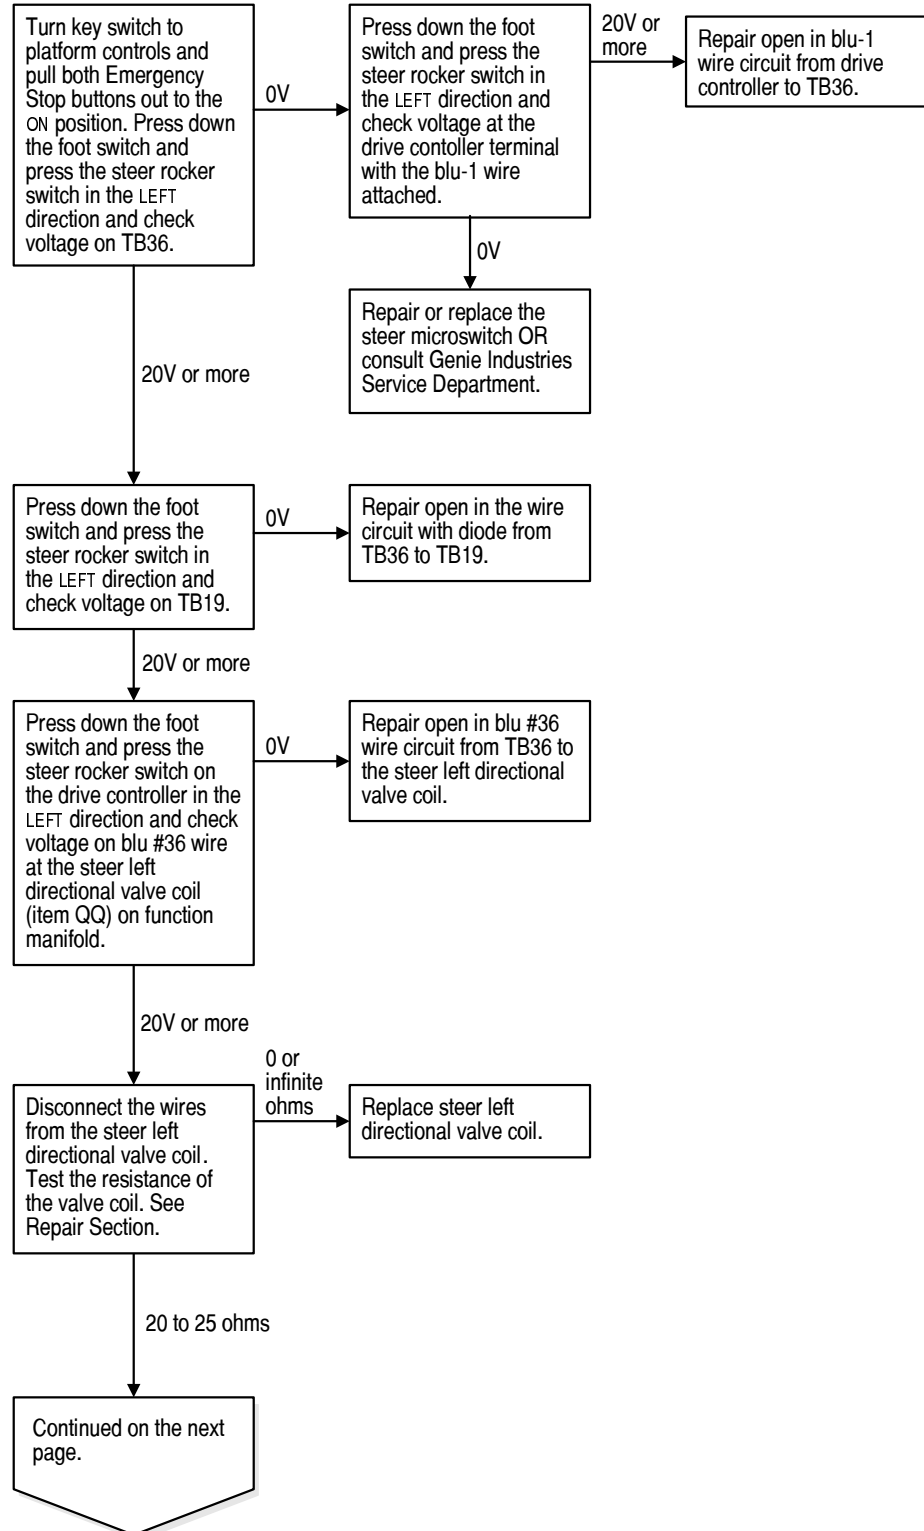 Turn key switch to
platform controls and
pull both Emergency
Stop buttons out to the
ON position. Press down
the foot switch and
press the steer rocker
switch in the LEFT
direction and check
voltage on TB36.
0V
Press down the foot
switch and press the
steer rocker switch in
the LEFT direction and
check voltage at the
drive contoller terminal
with the blu-1 wire
attached.
20V or
more
Repair open in blu-1
wire circuit from drive
controller to TB36.
0V
Repair or replace the
steer microswitch OR
consult Genie Industries
Service Department.
20V or more
Press down the foot
switch and press the
steer rocker switch in
the LEFT direction and
check voltage on TB19.
0V
Repair open in the wire
circuit with diode from
TB36 to TB19.
20V or more
Press down the foot
switch and press the
steer rocker switch on
the drive controller in the
LEFT direction and check
voltage on blu #36 wire
at the steer left
directional valve coil
(item QQ) on function
manifold.
0V
Repair open in blu #36
wire circuit from TB36 to
the steer left directional
valve coil.
20V or more
Disconnect the wires
from the steer left
directional valve coil.
Test the resistance of
the valve coil. See
Repair Section.
0 or
infinite
ohms
Replace steer left
directional valve coil.
20 to 25 ohms
Continued on the next
page.